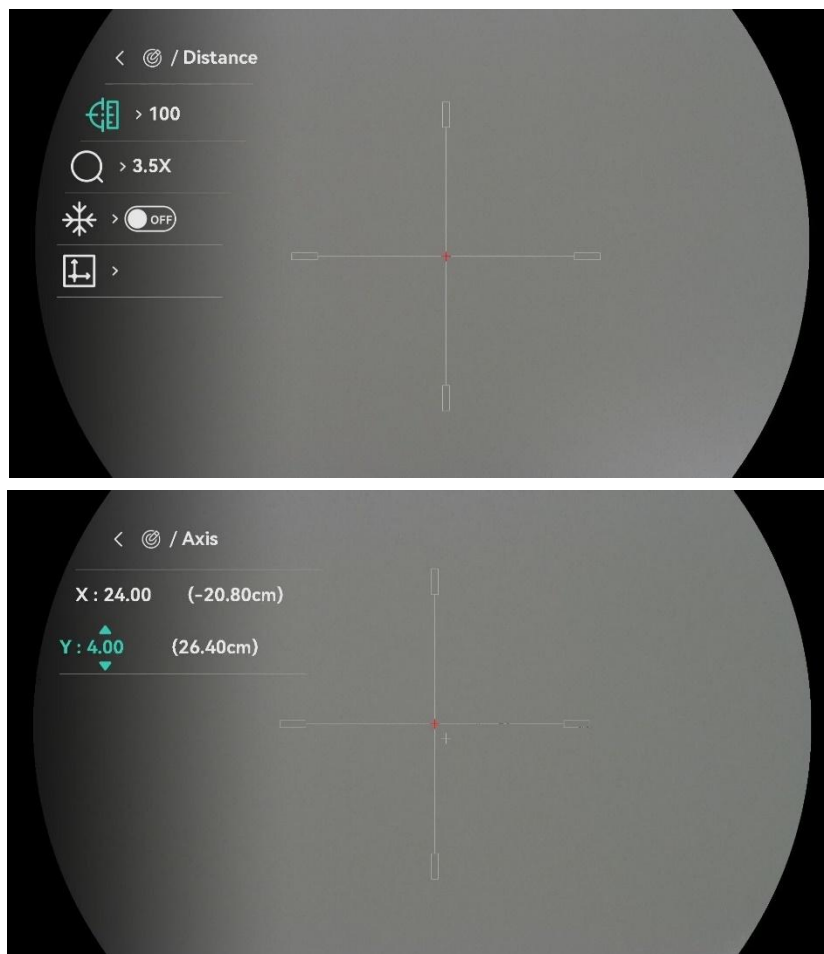 / Distance
> 100
> 3.5X
> OFF
>
/ Axis
X : 24.00 (-20.80cm)
Y : 4.00 (26.40cm)